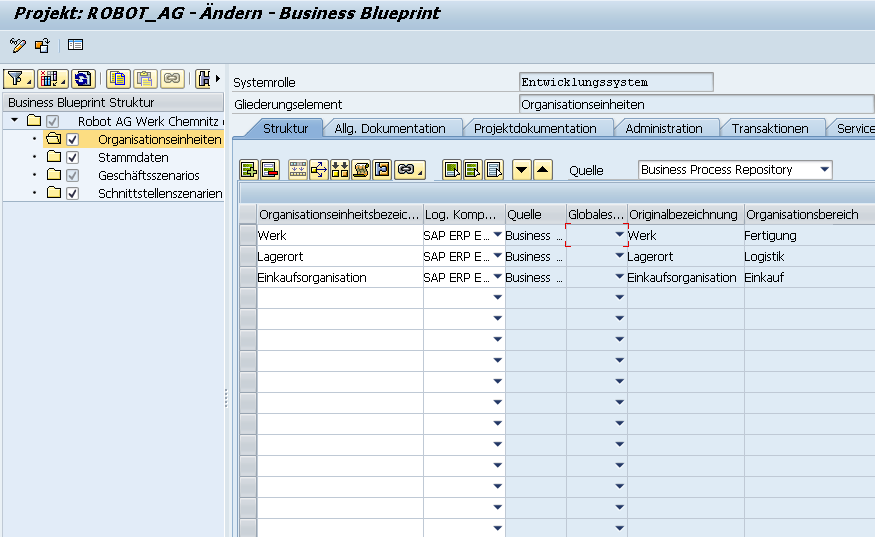 Projekt: ROBOT_AG - Ändern - Business Blueprint
Business Blueprint Struktur
Robot AG Werk Chemnitz
Organisationseinheiten
Stammdaten
Geschäftsszenarios
Schnittstellenszenarien
Systemrolle Entwicklungssystem
Gliederungselement Organisationseinheiten
Struktur Allg. Dokumentation Projektdokumentation Administration Transaktionen Service
Quelle Business Process Repository
Organisationseinheitsbezeic... Log. Komp... Quelle Globales... Originalbezeichnung Organisationsbereich
Werk SAP ERP E... Business ... Werk Fertigung
Lagerort SAP ERP E... Business ... Lagerort Logistik
Einkaufsorganisation SAP ERP E... Business ... Einkaufsorganisation Einkauf